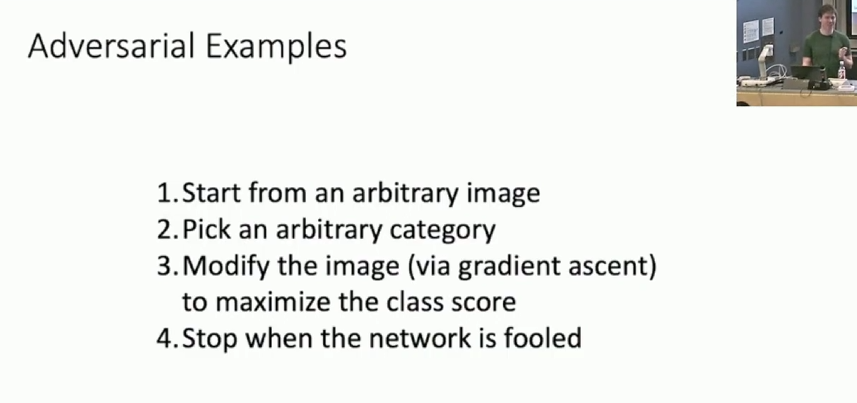 Adversarial Examples
1. Start from an arbitrary image
2. Pick an arbitrary category
3. Modify the image (via gradient ascent)
to maximize the class score
4. Stop when the network is fooled